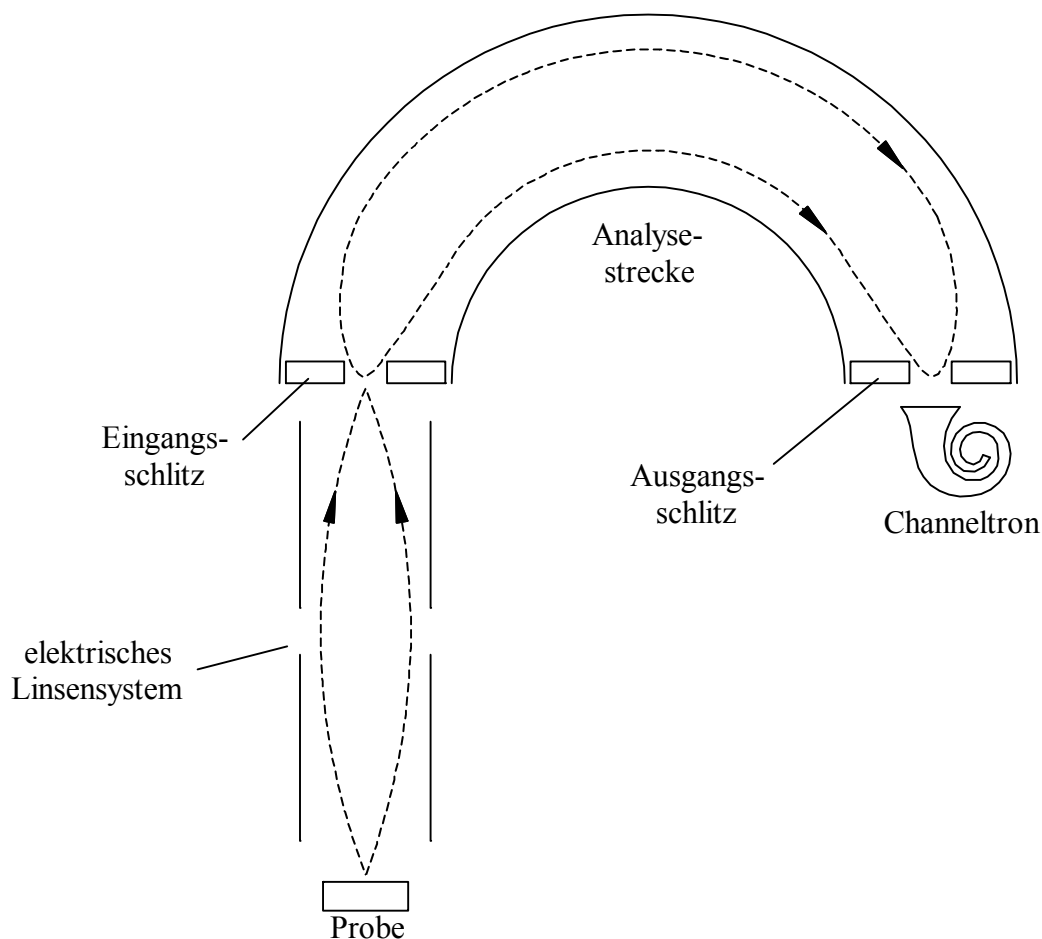 Analyse-
strecke
Eingangs-
schlitz
Ausgangs-
schlitz
Channeltron
elektrisches
Linsensystem
Probe